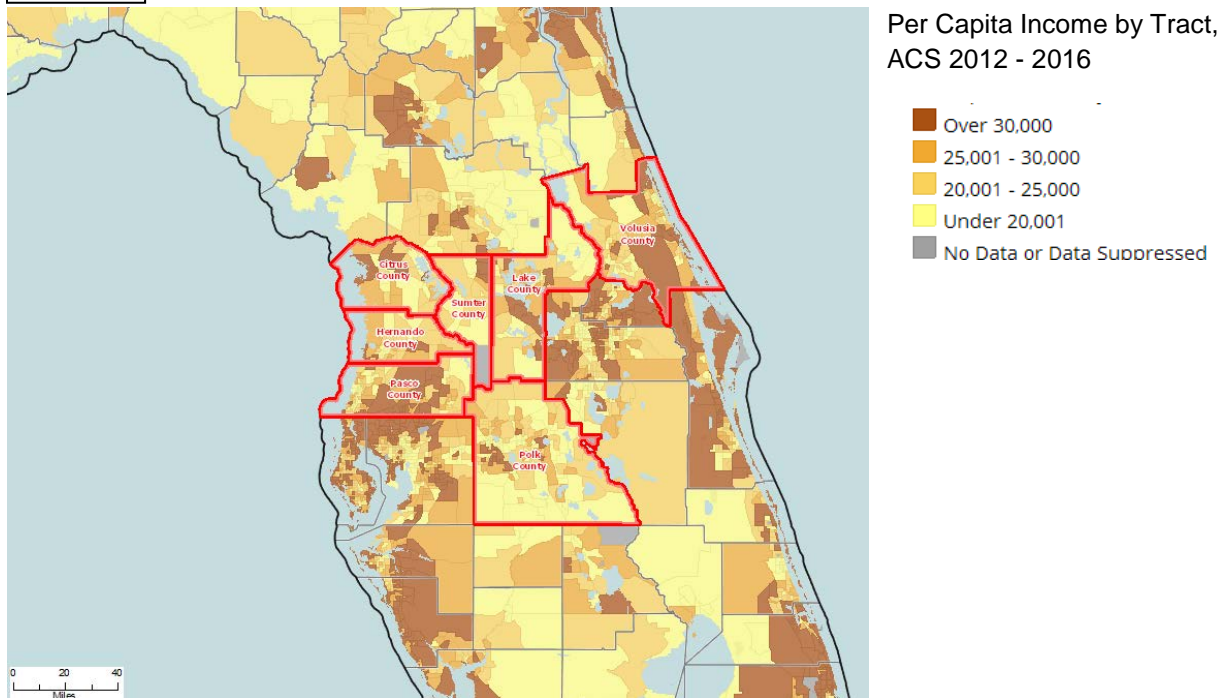 Per Capita Income by Tract,
ACS 2012 - 2016
Over 30,000
25,001 - 30,000
20,001 - 25,000
Under 20,001
No Data or Data Suppressed
Volusia
County
Citrus
County
Lake
County
Sumter
County
Hernando
County
Pasco
County
Polk
County
0 20 40
Miles